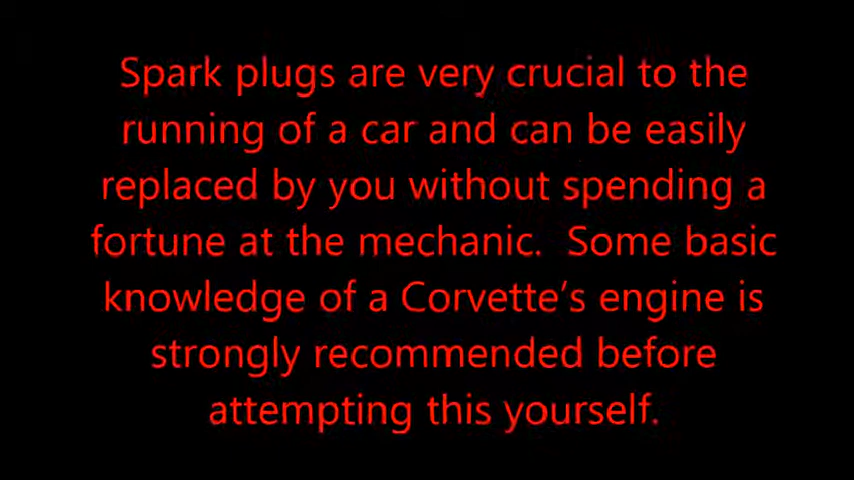 Spark plugs are very crucial to the
running of a car and can be easily
replaced by you without spending a
fortune at the mechanic.  Some basic
knowledge of a Corvette’s engine is
strongly recommended before
attempting this yourself.